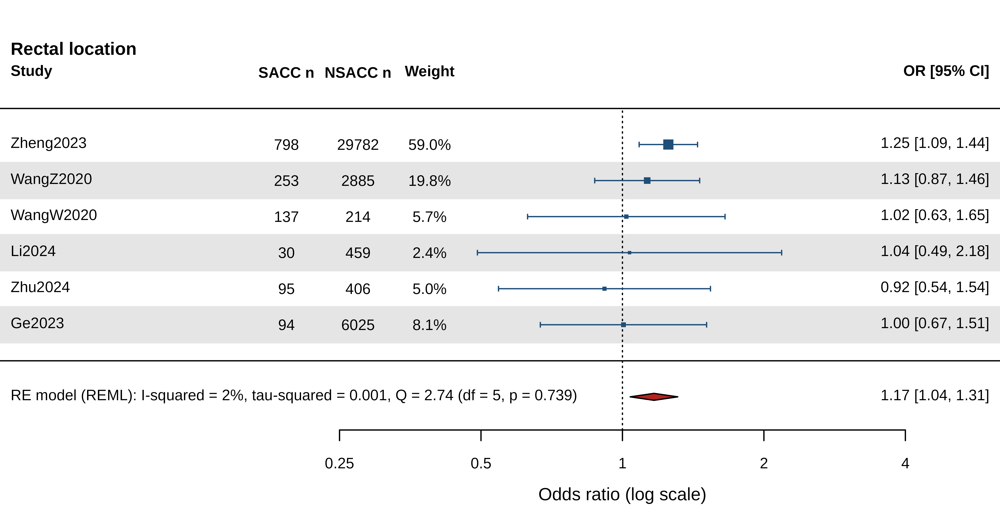 Rectal location
Study SACC n NSACC n Weight OR [95% CI]
Zheng2023 798 29782 59.0% 1.25 [1.09, 1.44]
WangZ2020 253 2885 19.8% 1.13 [0.87, 1.46]
WangW2020 137 214 5.7% 1.02 [0.63, 1.65]
Li2024 30 459 2.4% 1.04 [0.49, 2.18]
Zhu2024 95 406 5.0% 0.92 [0.54, 1.54]
Ge2023 94 6025 8.1% 1.00 [0.67, 1.51]
RE model (REML): I-squared = 2%, tau-squared = 0.001, Q = 2.74 (df = 5, p = 0.739) 1.17 [1.04, 1.31]
0.25 0.5 1 2 4
Odds ratio (log scale)